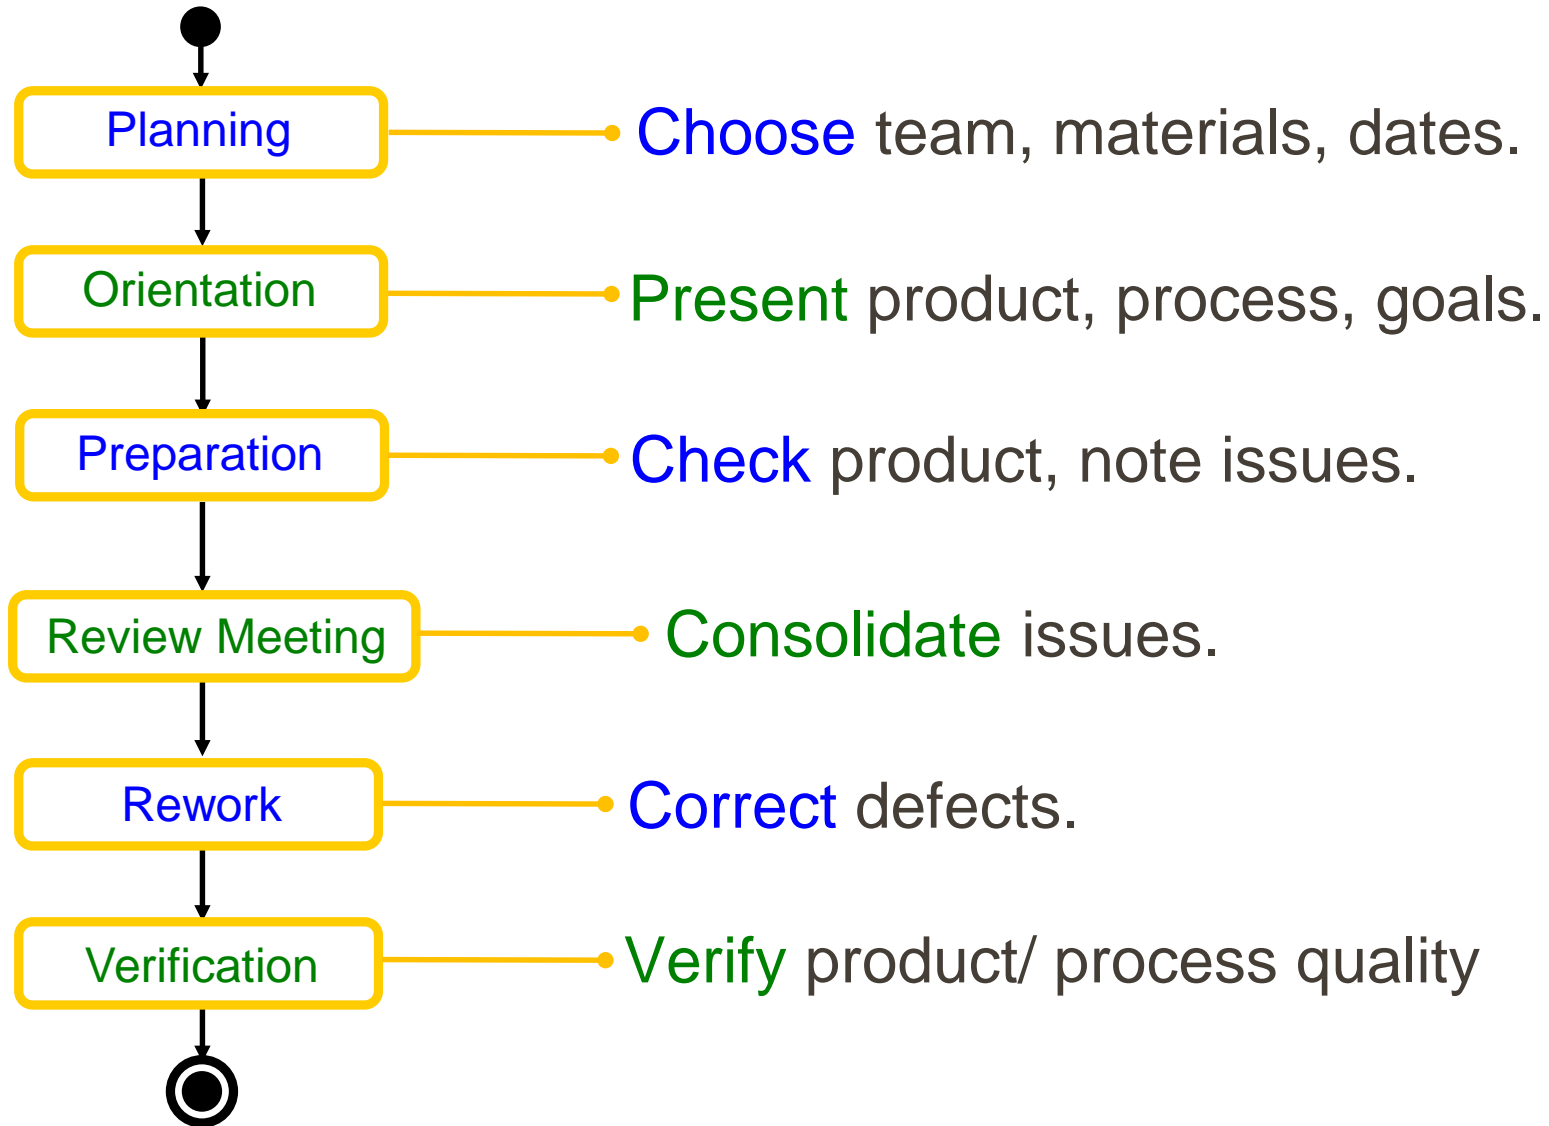 Planning
Choose team, materials, dates.
Orientation
Present product, process, goals.
Preparation
Check product, note issues.
Review Meeting
Consolidate issues.
Rework
Correct defects.
Verification
Verify product/ process quality